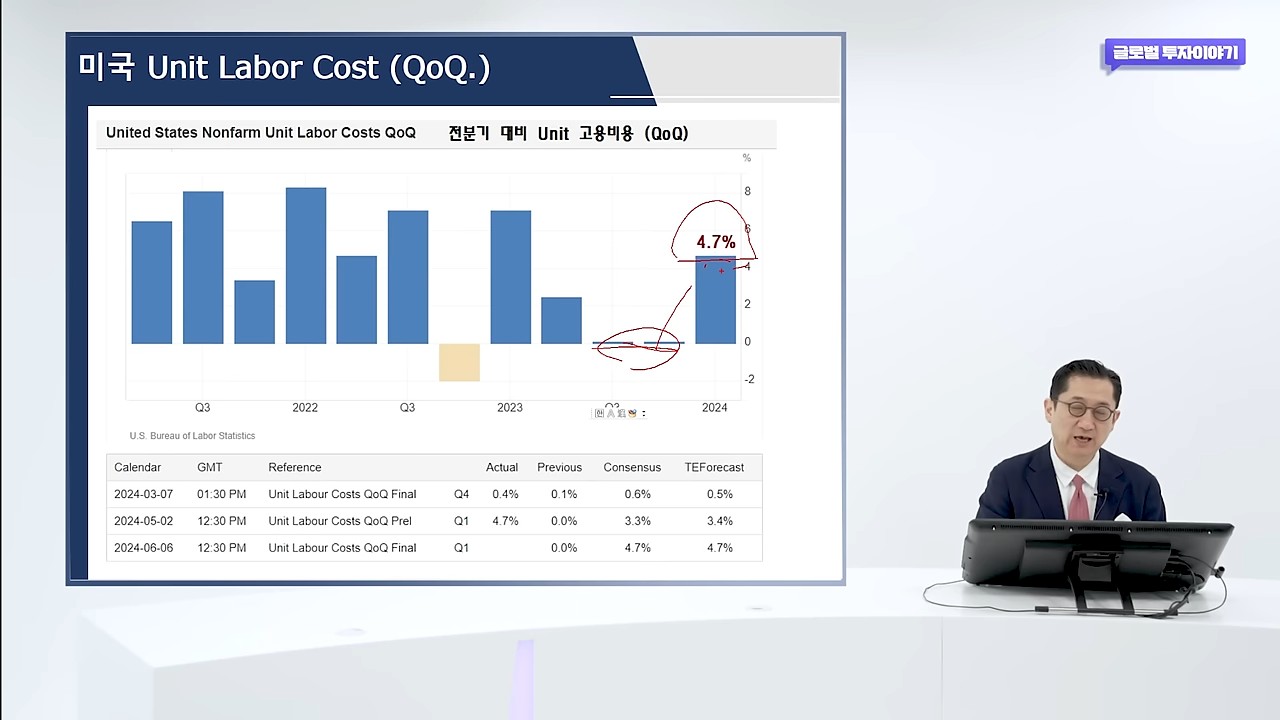 미국 Unit Labor Cost (QoQ.)
글로벌 투자이야기
United States Nonfarm Unit Labor Costs QoQ 전분기 대비 Unit 고용비용 (QoQ)
%
8
6
4.7%
4
2
0
-2
Q3 2022 Q3 2023 Q3 2024
U.S. Bureau of Labor Statistics
Calendar GMT Reference Actual Previous Consensus TEForecast
2024-03-07 01:30 PM Unit Labour Costs QoQ Final Q4 0.4% 0.1% 0.6% 0.5%
2024-05-02 12:30 PM Unit Labour Costs QoQ Prel Q1 4.7% 0.0% 3.3% 3.4%
2024-06-06 12:30 PM Unit Labour Costs QoQ Final Q1 0.0% 4.7% 4.7%